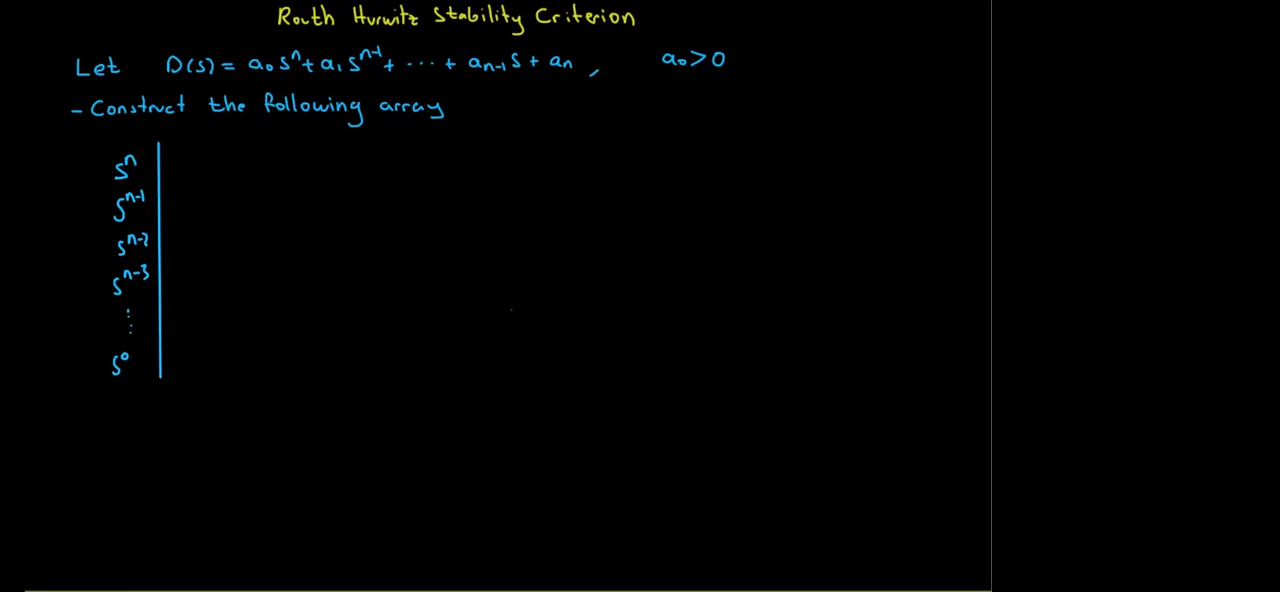 Routh Hurwitz Stability Criterion
Let D(s) = a₀sⁿ + a₁sⁿ⁻¹ + ⋯ + aₙ₋₁s + aₙ , a₀ > 0
- Construct the following array
sⁿ
sⁿ⁻¹
sⁿ⁻²
sⁿ⁻³
⋮
s⁰